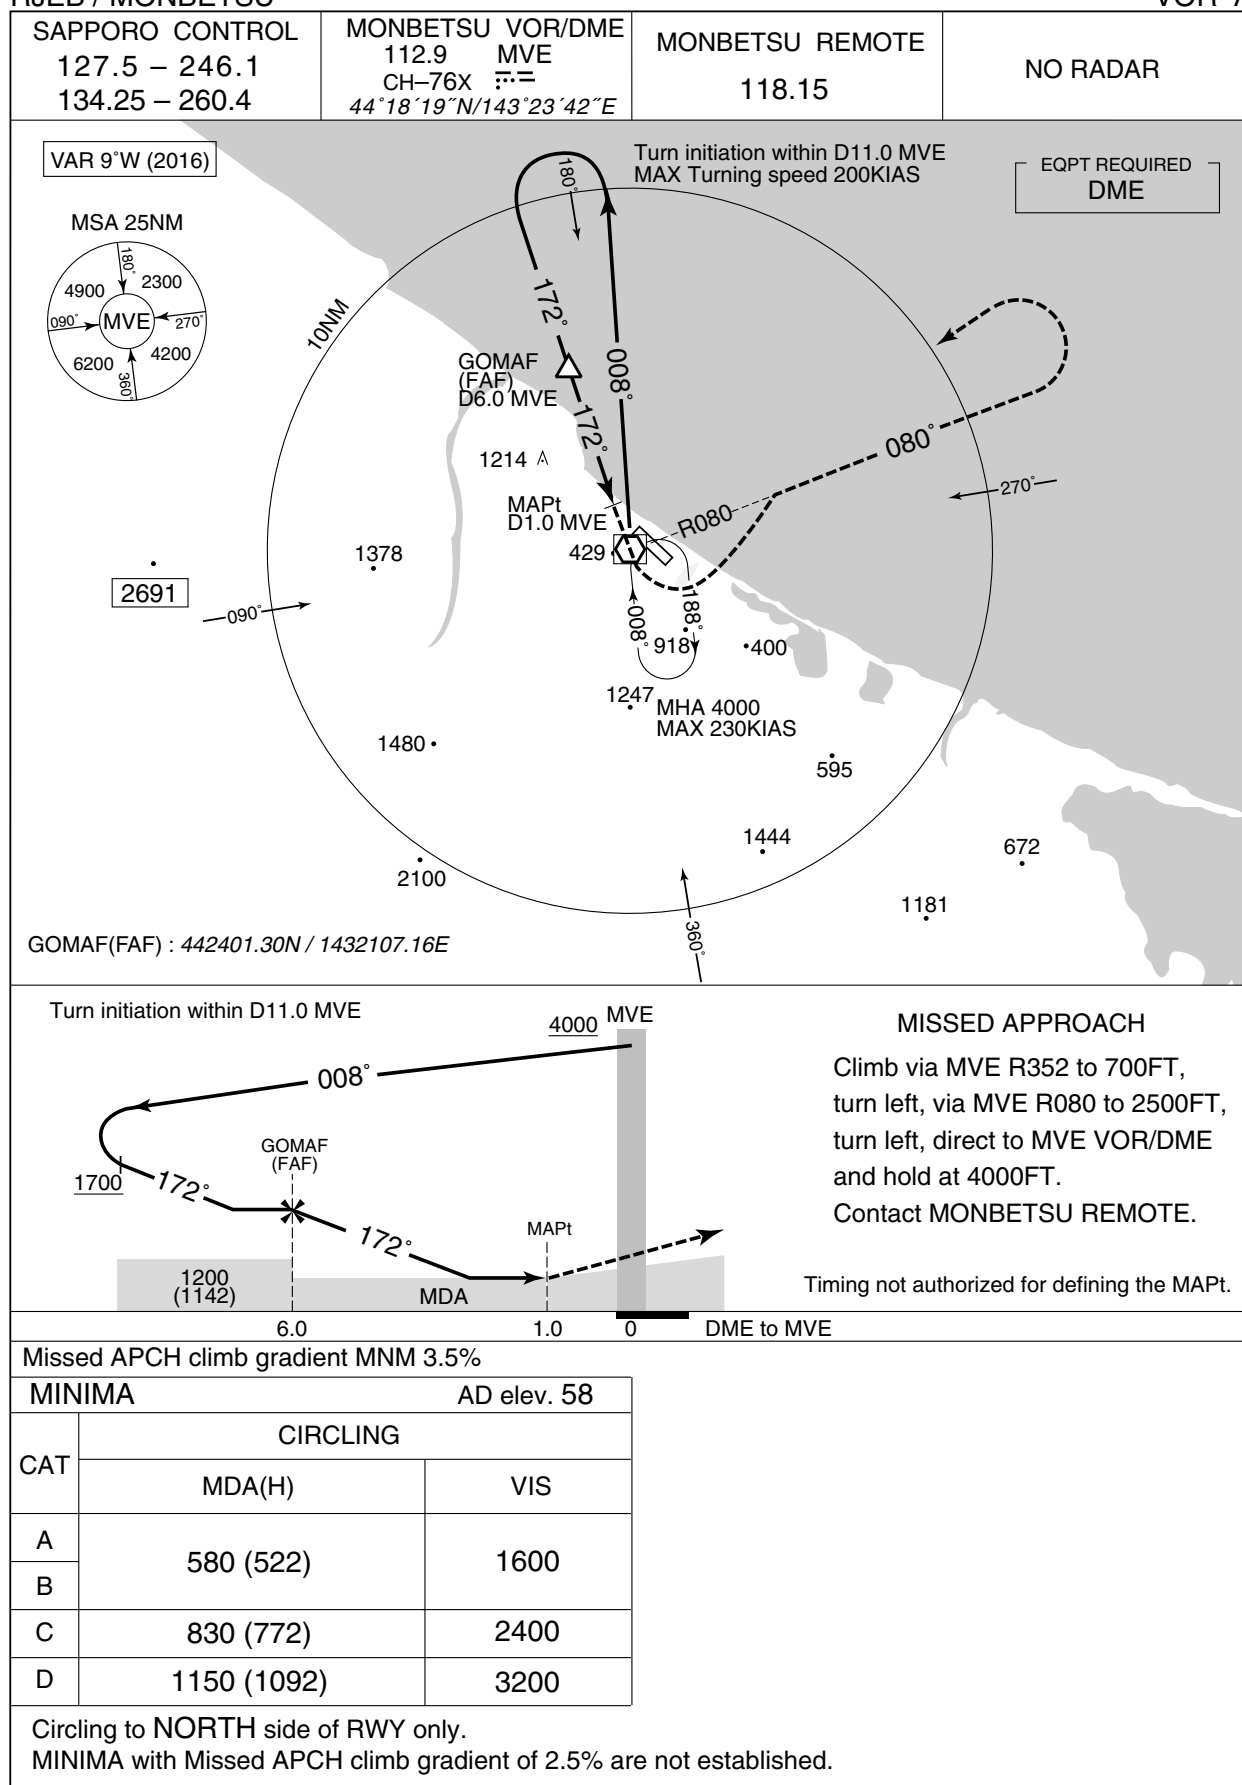 RJEB / MONBETSU
SAPPORO CONTROL
127.5 – 246.1
134.25 – 260.4
MONBETSU VOR/DME
112.9 MVE
CH–76X
44°18´19˝N/143°23´42˝E
MONBETSU REMOTE
118.15
NO RADAR
VAR 9°W (2016)
MSA 25NM
180°
4900
2300
090°
MVE
270°
6200
4200
360°
Turn initiation within D11.0 MVE
MAX Turning speed 200KIAS
EQPT REQUIRED
DME
180°
10NM
172°
008°
GOMAF
(FAF)
D6.0 MVE
172°
080°
1214
270°
MAPt
D1.0 MVE
R080
429
1378
2691
090°
008°
188°
918
400
1247
MHA 4000
MAX 230KIAS
1480
595
1444
672
2100
1181
360°
GOMAF(FAF) : 442401.30N / 1432107.16E
Turn initiation within D11.0 MVE
4000
MVE
008°
GOMAF
(FAF)
1700
172°
172°
MAPt
1200
(1142)
MDA
6.0
1.0
0
DME to MVE
MISSED APPROACH
Climb via MVE R352 to 700FT,
turn left, via MVE R080 to 2500FT,
turn left, direct to MVE VOR/DME
and hold at 4000FT.
Contact MONBETSU REMOTE.
Timing not authorized for defining the MAPt.
Missed APCH climb gradient MNM 3.5%
MINIMA
AD elev. 58
CAT
CIRCLING
MDA(H)
VIS
A
B
580 (522)
1600
C
830 (772)
2400
D
1150 (1092)
3200
Circling to NORTH side of RWY only.
MINIMA with Missed APCH climb gradient of 2.5% are not established.